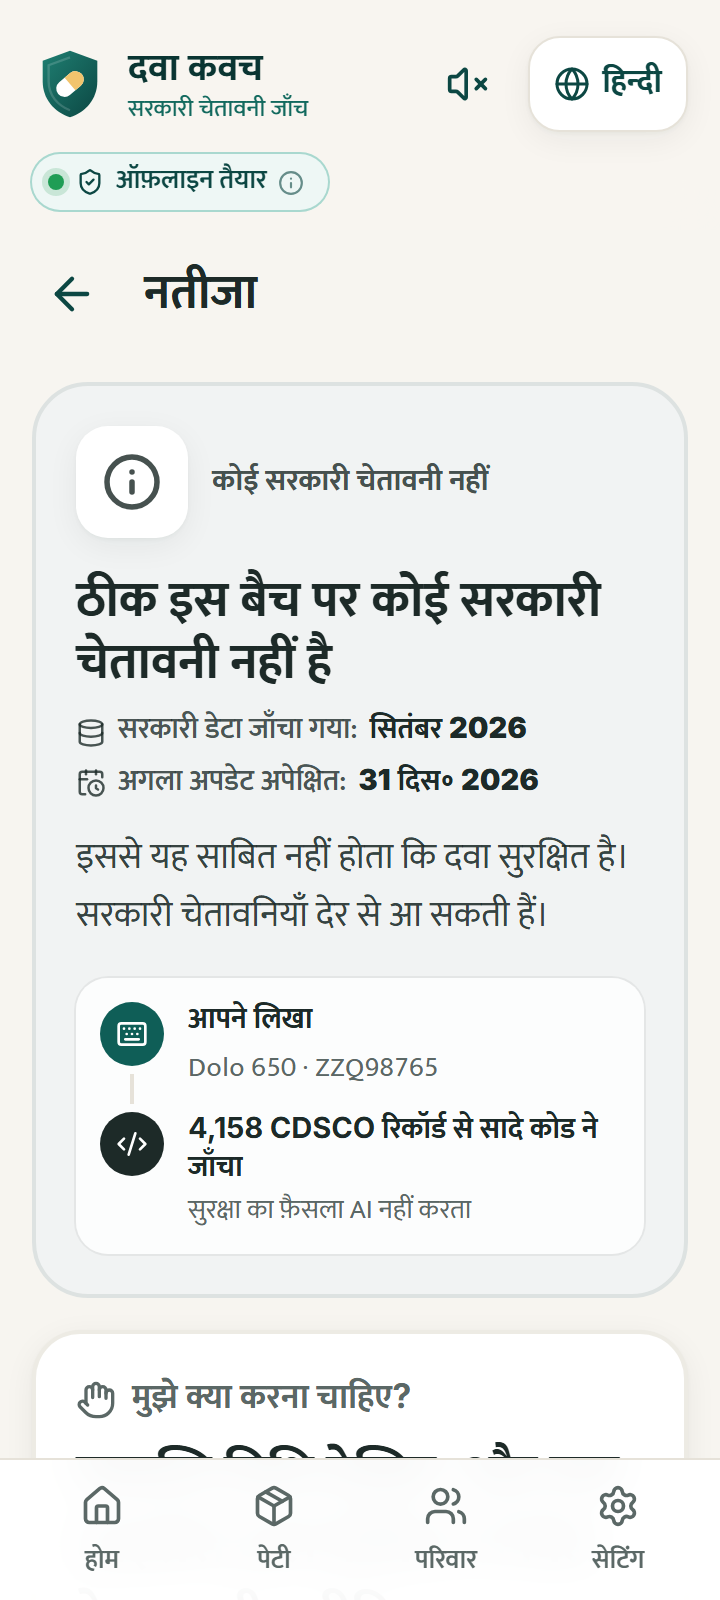 दवा कवच
सरकारी चेतावनी जाँच
हिन्दी
ऑफ़लाइन तैयार
नतीजा
कोई सरकारी चेतावनी नहीं
ठीक इस बैच पर कोई सरकारी
चेतावनी नहीं है
सरकारी डेटा जाँचा गया: सितंबर 2026
अगला अपडेट अपेक्षित: 31 दिस॰ 2026
इससे यह साबित नहीं होता कि दवा सुरक्षित है।
सरकारी चेतावनियाँ देर से आ सकती हैं।
आपने लिखा
Dolo 650 · ZZQ98765
4,158 CDSCO रिकॉर्ड से सादे कोड ने
जाँचा
सुरक्षा का फ़ैसला AI नहीं करता
मुझे क्या करना चाहिए?
होम
पेटी
परिवार
सेटिंग